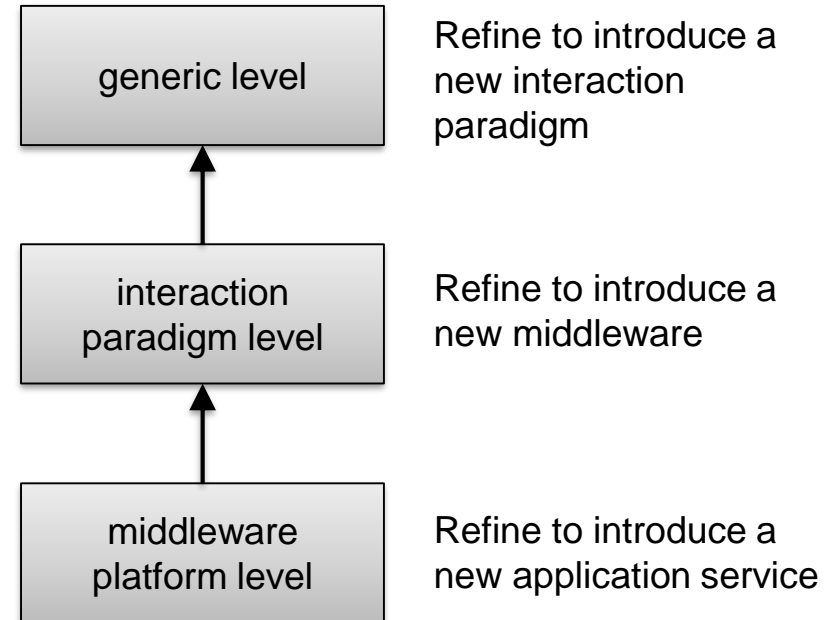 generic level
Refine to introduce a
new interaction
paradigm
interaction
paradigm level
Refine to introduce a
new middleware
middleware
platform level
Refine to introduce a
new application service